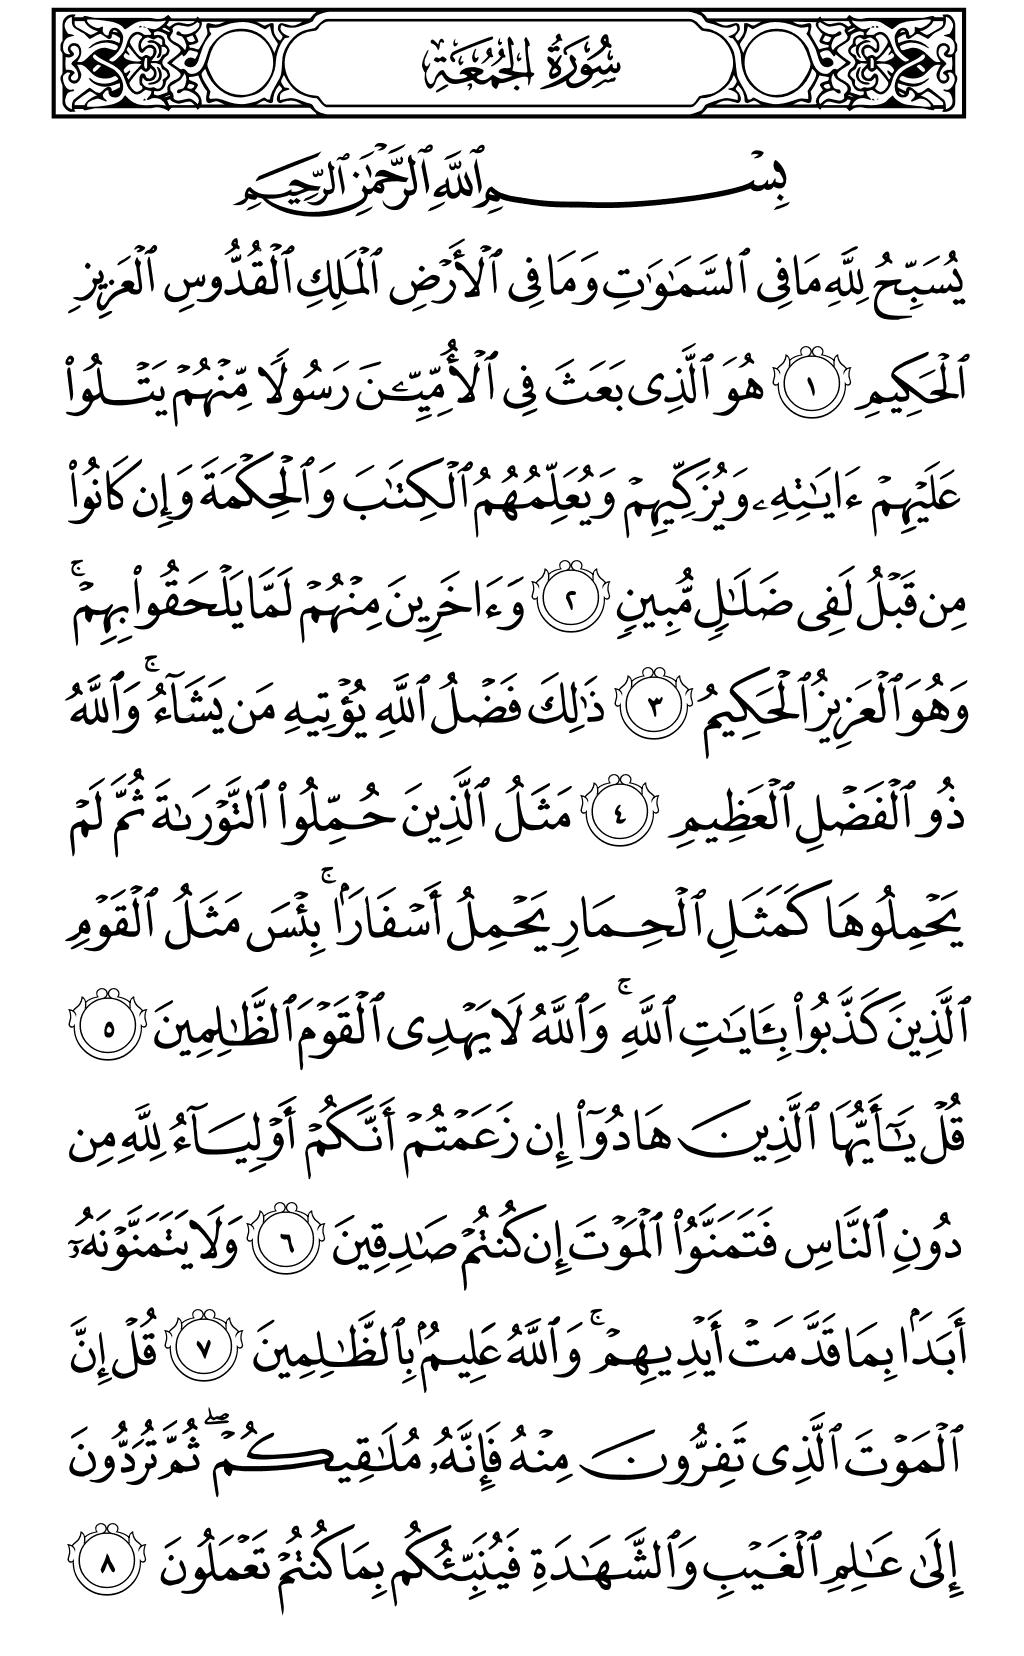 سُورَةُ الجُمُعَةِ
بِسْمِ ٱللَّهِ ٱلرَّحْمَٰنِ ٱلرَّحِيمِ
يُسَبِّحُ لِلَّهِ مَا فِى ٱلسَّمَٰوَٰتِ وَمَا فِى ٱلْأَرْضِ ٱلْمَلِكِ ٱلْقُدُّوسِ ٱلْعَزِيزِ
ٱلْحَكِيمِ ١ هُوَ ٱلَّذِى بَعَثَ فِى ٱلْأُمِّيِّـۧنَ رَسُولًا مِّنْهُمْ يَتْلُوا۟
عَلَيْهِمْ ءَايَٰتِهِۦ وَيُزَكِّيهِمْ وَيُعَلِّمُهُمُ ٱلْكِتَٰبَ وَٱلْحِكْمَةَ وَإِن كَانُوا۟
مِن قَبْلُ لَفِى ضَلَٰلٍ مُّبِينٍ ٢ وَءَاخَرِينَ مِنْهُمْ لَمَّا يَلْحَقُوا۟ بِهِمْ ۚ
وَهُوَ ٱلْعَزِيزُ ٱلْحَكِيمُ ٣ ذَٰلِكَ فَضْلُ ٱللَّهِ يُؤْتِيهِ مَن يَشَآءُ ۚ وَٱللَّهُ
ذُو ٱلْفَضْلِ ٱلْعَظِيمِ ٤ مَثَلُ ٱلَّذِينَ حُمِّلُوا۟ ٱلتَّوْرَىٰةَ ثُمَّ لَمْ
يَحْمِلُوهَا كَمَثَلِ ٱلْحِمَارِ يَحْمِلُ أَسْفَارًۢا ۚ بِئْسَ مَثَلُ ٱلْقَوْمِ
ٱلَّذِينَ كَذَّبُوا۟ بِـَٔايَٰتِ ٱللَّهِ ۚ وَٱللَّهُ لَا يَهْدِى ٱلْقَوْمَ ٱلظَّٰلِمِينَ ٥
قُلْ يَٰٓأَيُّهَا ٱلَّذِينَ هَادُوٓا۟ إِن زَعَمْتُمْ أَنَّكُمْ أَوْلِيَآءُ لِلَّهِ مِن
دُونِ ٱلنَّاسِ فَتَمَنَّوُا۟ ٱلْمَوْتَ إِن كُنتُمْ صَٰدِقِينَ ٦ وَلَا يَتَمَنَّوْنَهُۥٓ
أَبَدًۢا بِمَا قَدَّمَتْ أَيْدِيهِمْ ۚ وَٱللَّهُ عَلِيمٌۢ بِٱلظَّٰلِمِينَ ٧ قُلْ إِنَّ
ٱلْمَوْتَ ٱلَّذِى تَفِرُّونَ مِنْهُ فَإِنَّهُۥ مُلَٰقِيكُمْ ۖ ثُمَّ تُرَدُّونَ
إِلَىٰ عَٰلِمِ ٱلْغَيْبِ وَٱلشَّهَٰدَةِ فَيُنَبِّئُكُم بِمَا كُنتُمْ تَعْمَلُونَ ٨